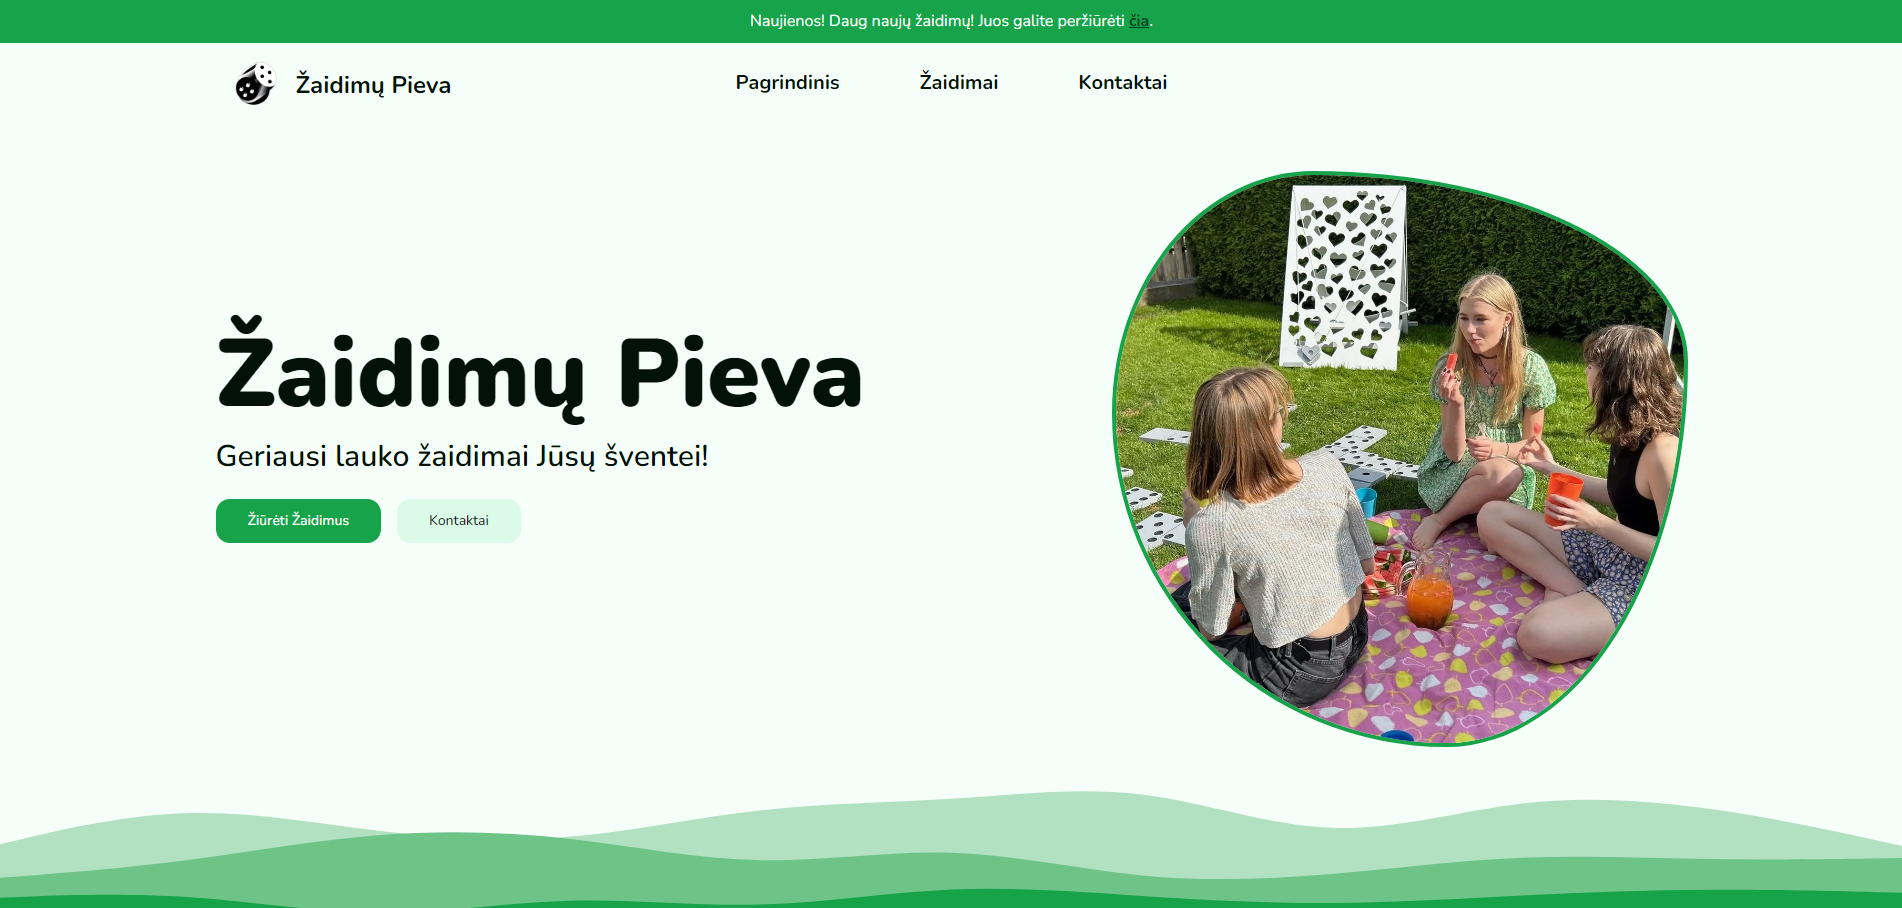 Naujienos! Daug naujų žaidimų! Juos galite peržiūrėti čia.
Žaidimų Pieva
Pagrindinis Žaidimai Kontaktai
Žaidimų Pieva
Geriausi lauko žaidimai Jūsų šventei!
Žiūrėti Žaidimus Kontaktai